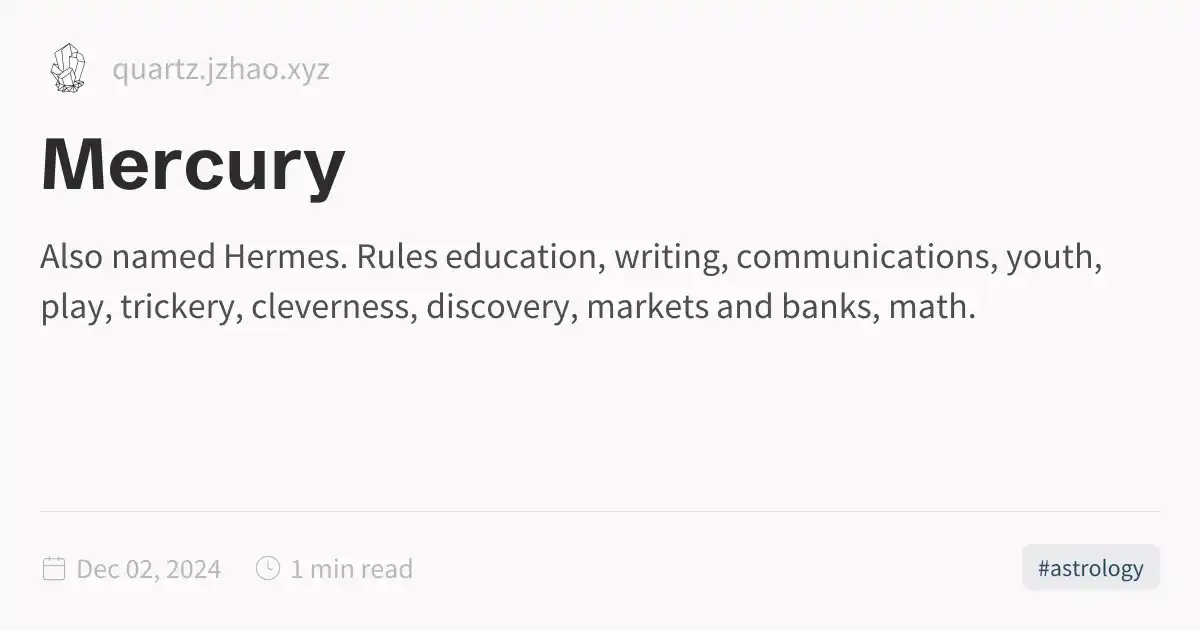 quartz.jzhao.xyz
Mercury
Also named Hermes. Rules education, writing, communications, youth,
play, trickery, cleverness, discovery, markets and banks, math.
Dec 02, 2024 1 min read #astrology